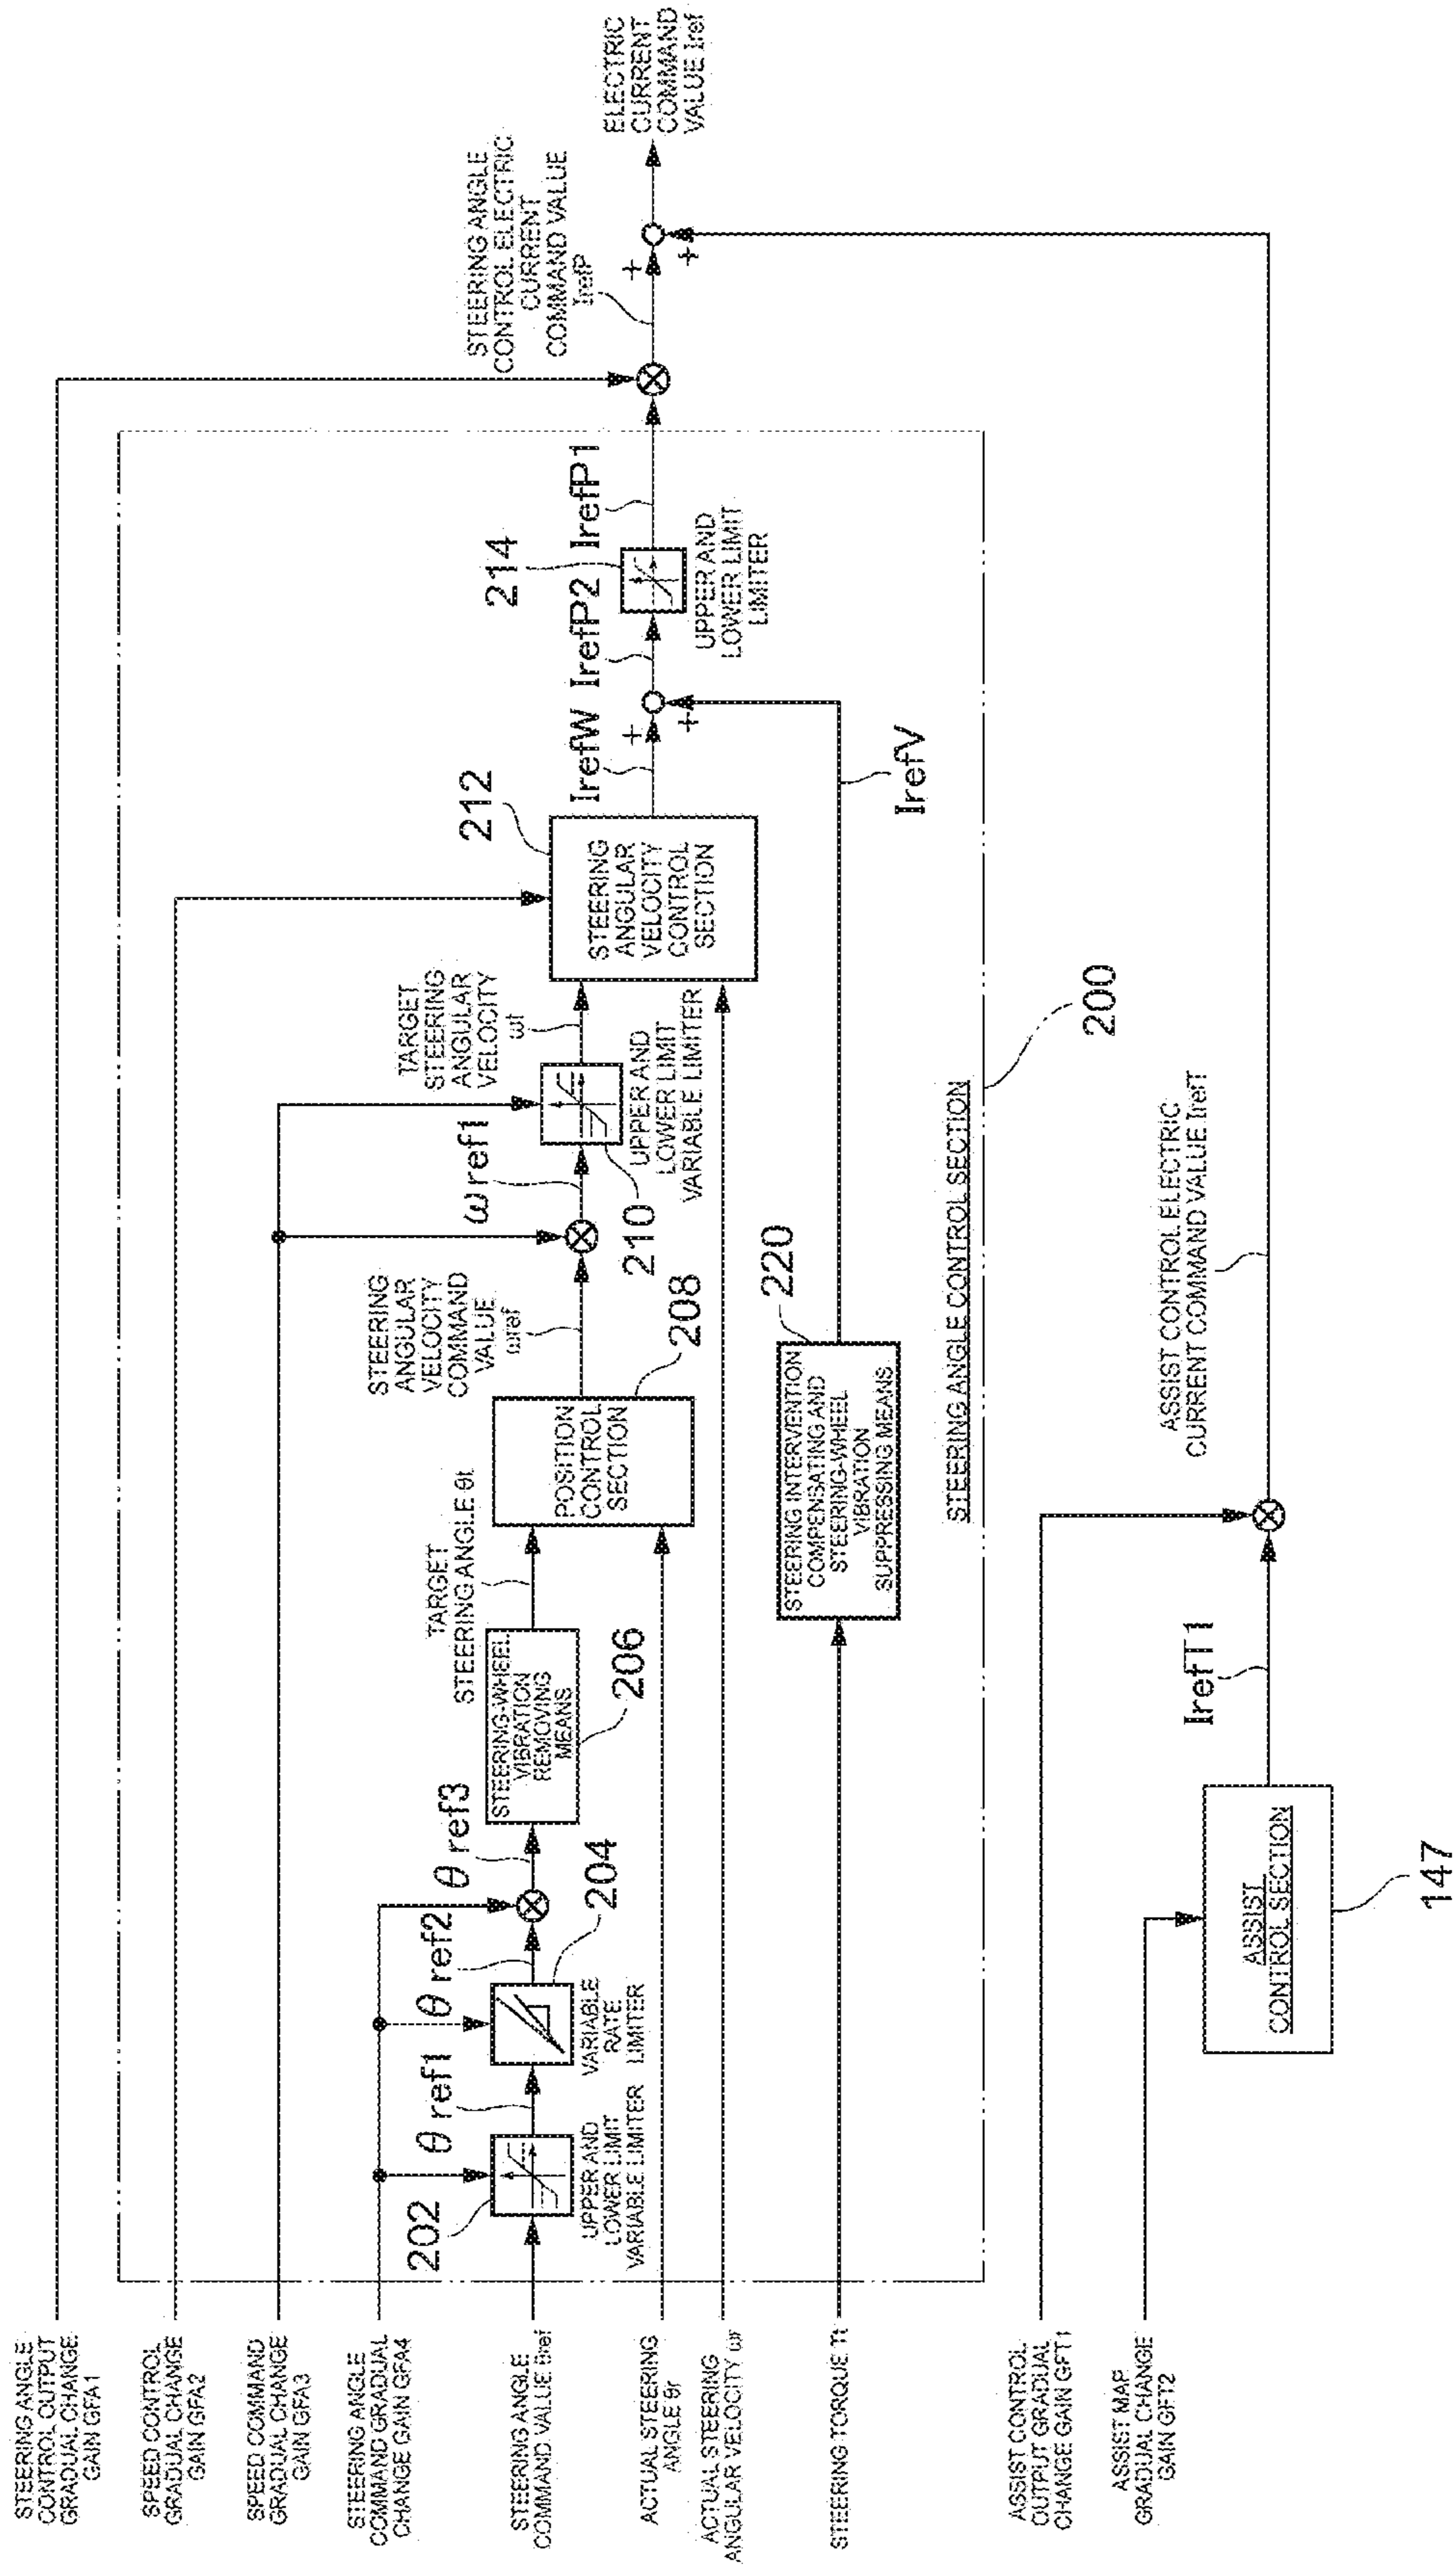 STEERING ANGLE
CONTROL OUTPUT
GRADUAL CHANGE
GAIN GFA1
SPEED CONTROL
GRADUAL CHANGE
GAIN GFA2
SPEED COMMAND
GRADUAL CHANGE
GAIN GFA3
STEERING ANGLE
COMMAND GRADUAL
CHANGE GAIN GFA4
STEERING ANGLE
COMMAND VALUE θref
ACTUAL STEERING
ANGLE θr
ACTUAL STEERING
ANGULAR VELOCITY ωr
STEERING TORQUE Tt
ASSIST CONTROL
OUTPUT GRADUAL
CHANGE GAIN GFT1
ASSIST MAP
GRADUAL CHANGE
GAIN GFT2
202
UPPER AND
LOWER LIMIT
VARIABLE LIMITER
θ ref1
VARIABLE
RATE
LIMITER
204
θ ref2
θ ref3
STEERING-WHEEL
VIBRATION
REMOVING
MEANS
206
TARGET
STEERING ANGLE θt
POSITION
CONTROL
SECTION
208
STEERING
ANGULAR
VELOCITY
COMMAND
VALUE
ωref
ω ref1
210
UPPER AND
LOWER LIMIT
VARIABLE LIMITER
TARGET
STEERING
ANGULAR
VELOCITY
ωt
STEERING
ANGULAR
VELOCITY
CONTROL
SECTION
212
IrefW
+
+
IrefP2
214
UPPER AND
LOWER LIMIT
LIMITER
IrefP1
STEERING INTERVENTION
COMPENSATING AND
STEERING-WHEEL
VIBRATION
SUPPRESSING MEANS
220
IrefV
STEERING ANGLE CONTROL SECTION
200
STEERING ANGLE
CONTROL ELECTRIC
CURRENT
COMMAND VALUE
IrefP
+
+
ELECTRIC
CURRENT
COMMAND
VALUE Iref
ASSIST
CONTROL SECTION
147
IrefT1
ASSIST CONTROL ELECTRIC
CURRENT COMMAND VALUE IrefT